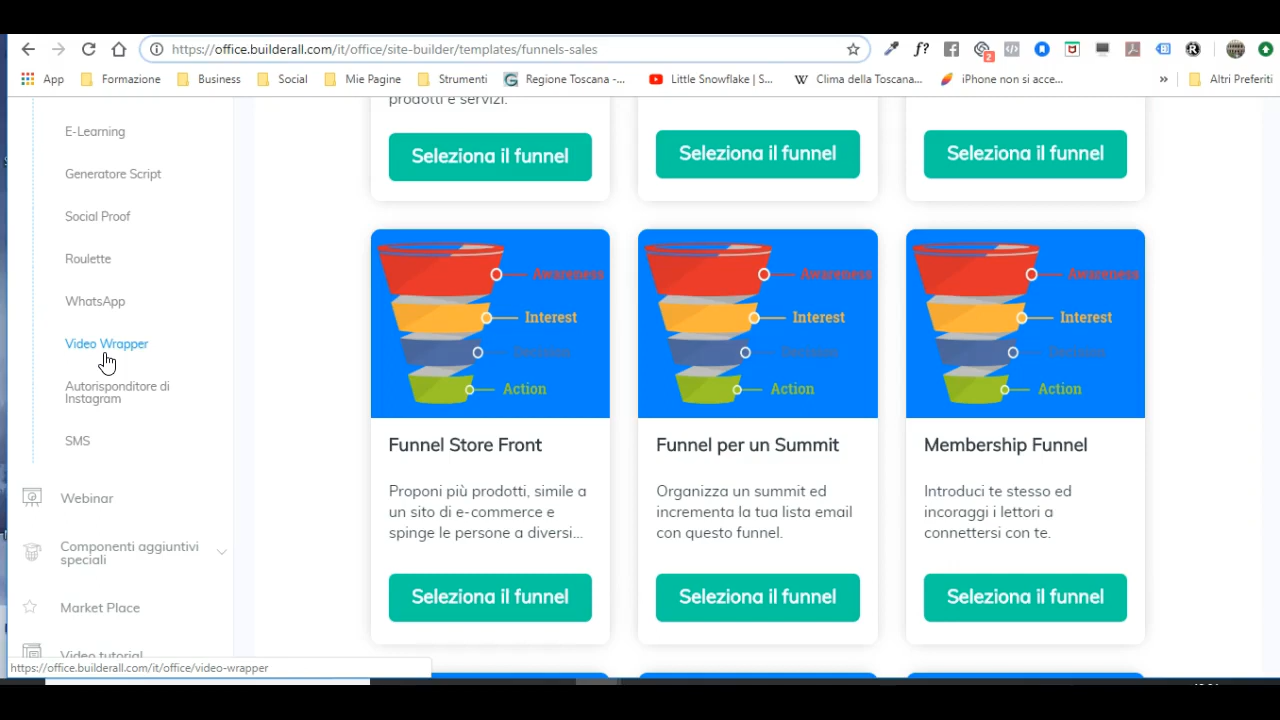 https://office.builderall.com/it/office/site-builder/templates/funnels-sales
f?
2
App
Formazione
Business
Social
Mie Pagine
Strumenti
Regione Toscana -...
Little Snowflake | S...
Clima della Toscana...
iPhone non si acce...
»
Altri Preferiti
E-Learning
Generatore Script
Social Proof
Roulette
WhatsApp
Video Wrapper
Autorisponditore di
Instagram
SMS
Webinar
Componenti aggiuntivi
speciali
Market Place
Video tutorial
https://office.builderall.com/it/office/video-wrapper
prodotti e servizi.
Seleziona il funnel
Seleziona il funnel
Seleziona il funnel
Awareness
Interest
Decision
Action
Awareness
Interest
Decision
Action
Awareness
Interest
Decision
Action
Funnel Store Front
Proponi più prodotti, simile a
un sito di e-commerce e
spinge le persone a diversi...
Seleziona il funnel
Funnel per un Summit
Organizza un summit ed
incrementa la tua lista email
con questo funnel.
Seleziona il funnel
Membership Funnel
Introduci te stesso ed
incoraggi i lettori a
connettersi con te.
Seleziona il funnel